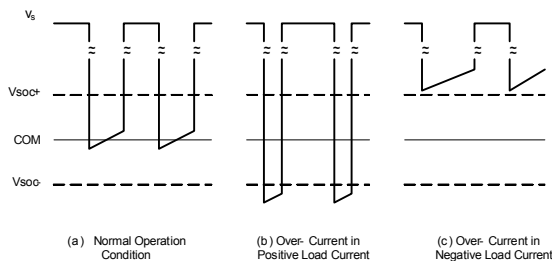 Vs
Vsoc+
COM
Vsoc-
(a) Normal Operation
Condition
(b) Over- Current in
Positive Load Current
(c) Over- Current in
Negative Load Current